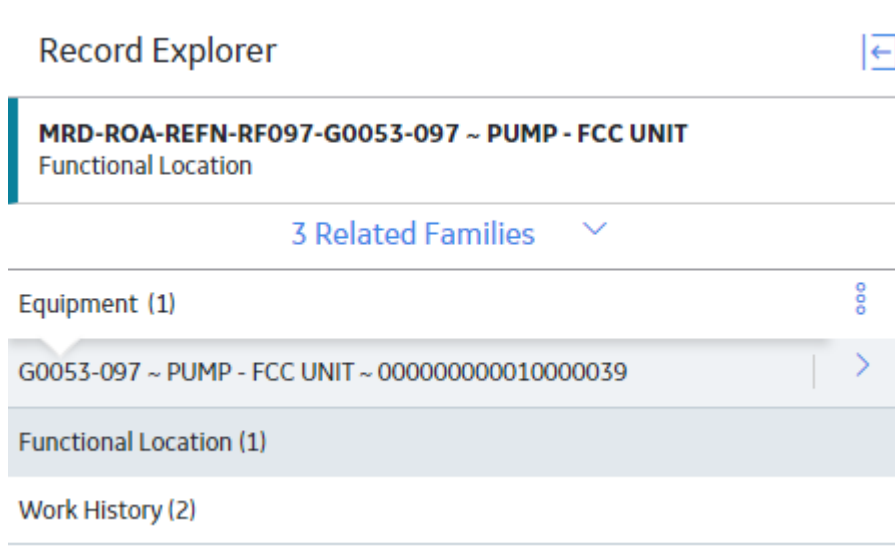 Record Explorer
MRD-ROA-REFN-RF097-G0053-097 ~ PUMP - FCC UNIT
Functional Location
3 Related Families
Equipment (1)
G0053-097 ~ PUMP - FCC UNIT ~ 000000000010000039
Functional Location (1)
Work History (2)